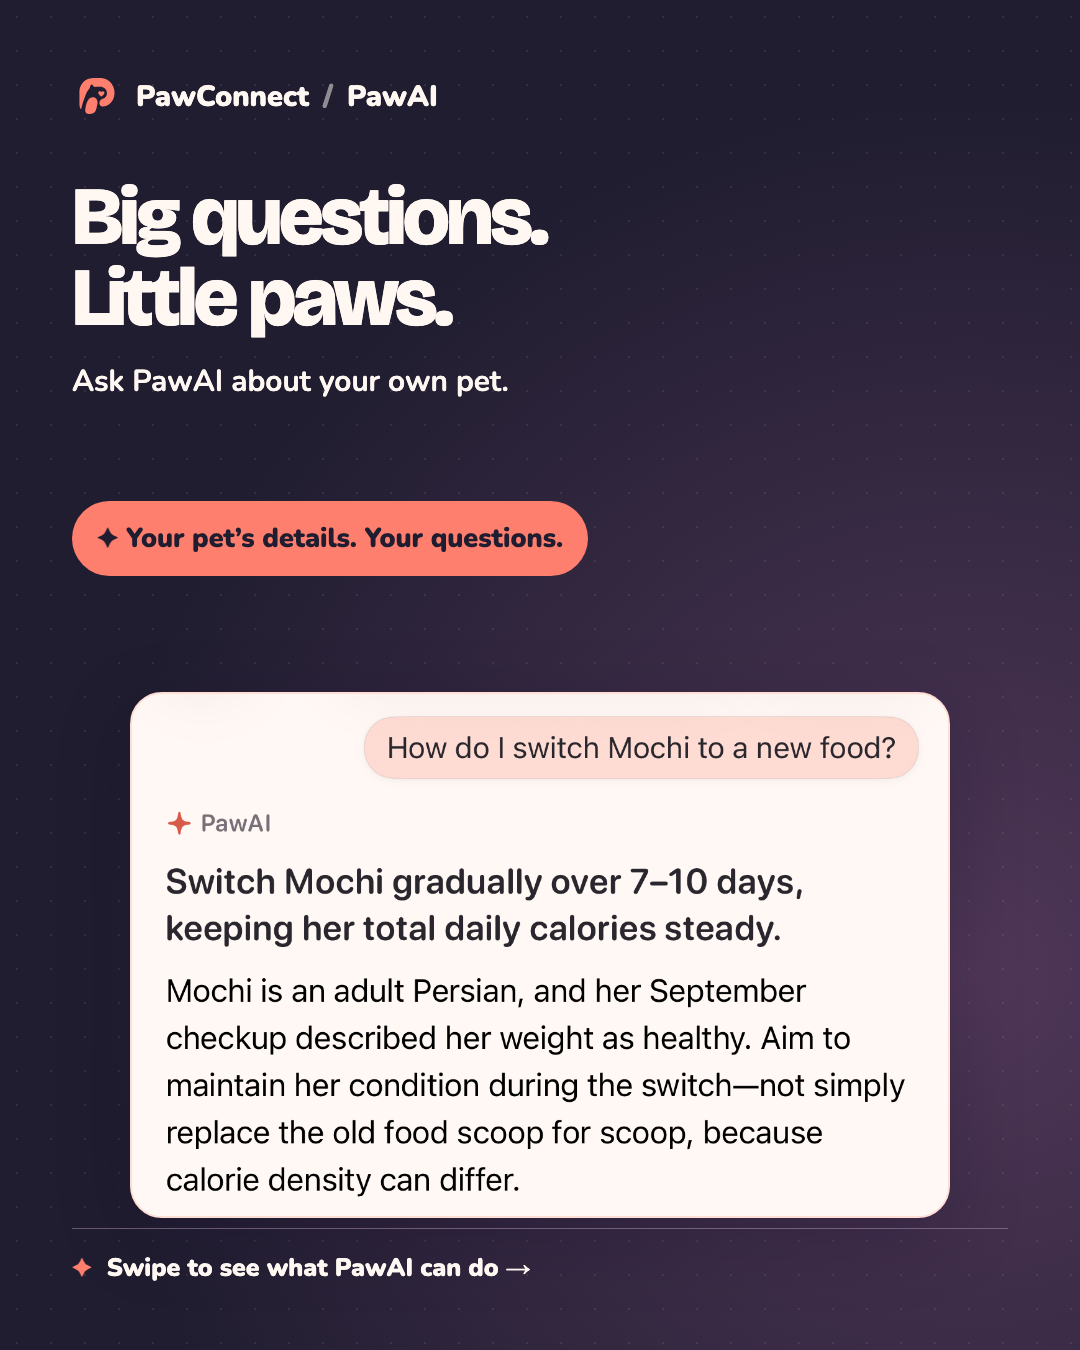 PawConnect / PawAI
Big questions.
Little paws.
Ask PawAI about your own pet.
✦ Your pet’s details. Your questions.
How do I switch Mochi to a new food?
PawAI
Switch Mochi gradually over 7–10 days,
keeping her total daily calories steady.
Mochi is an adult Persian, and her September
checkup described her weight as healthy. Aim to
maintain her condition during the switch—not simply
replace the old food scoop for scoop, because
calorie density can differ.
✦ Swipe to see what PawAI can do →